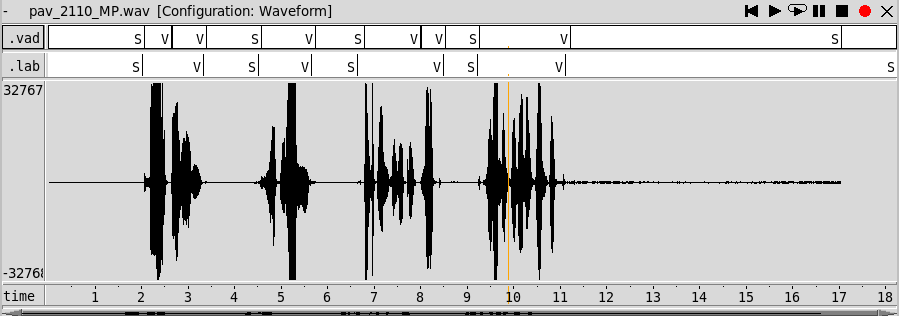 - pav_2110_MP.wav [Configuration: Waveform]
.vad S V V S V S V V S V S
.lab S V S V S V S V S
32767
-32768
time 1 2 3 4 5 6 7 8 9 10 11 12 13 14 15 16 17 18